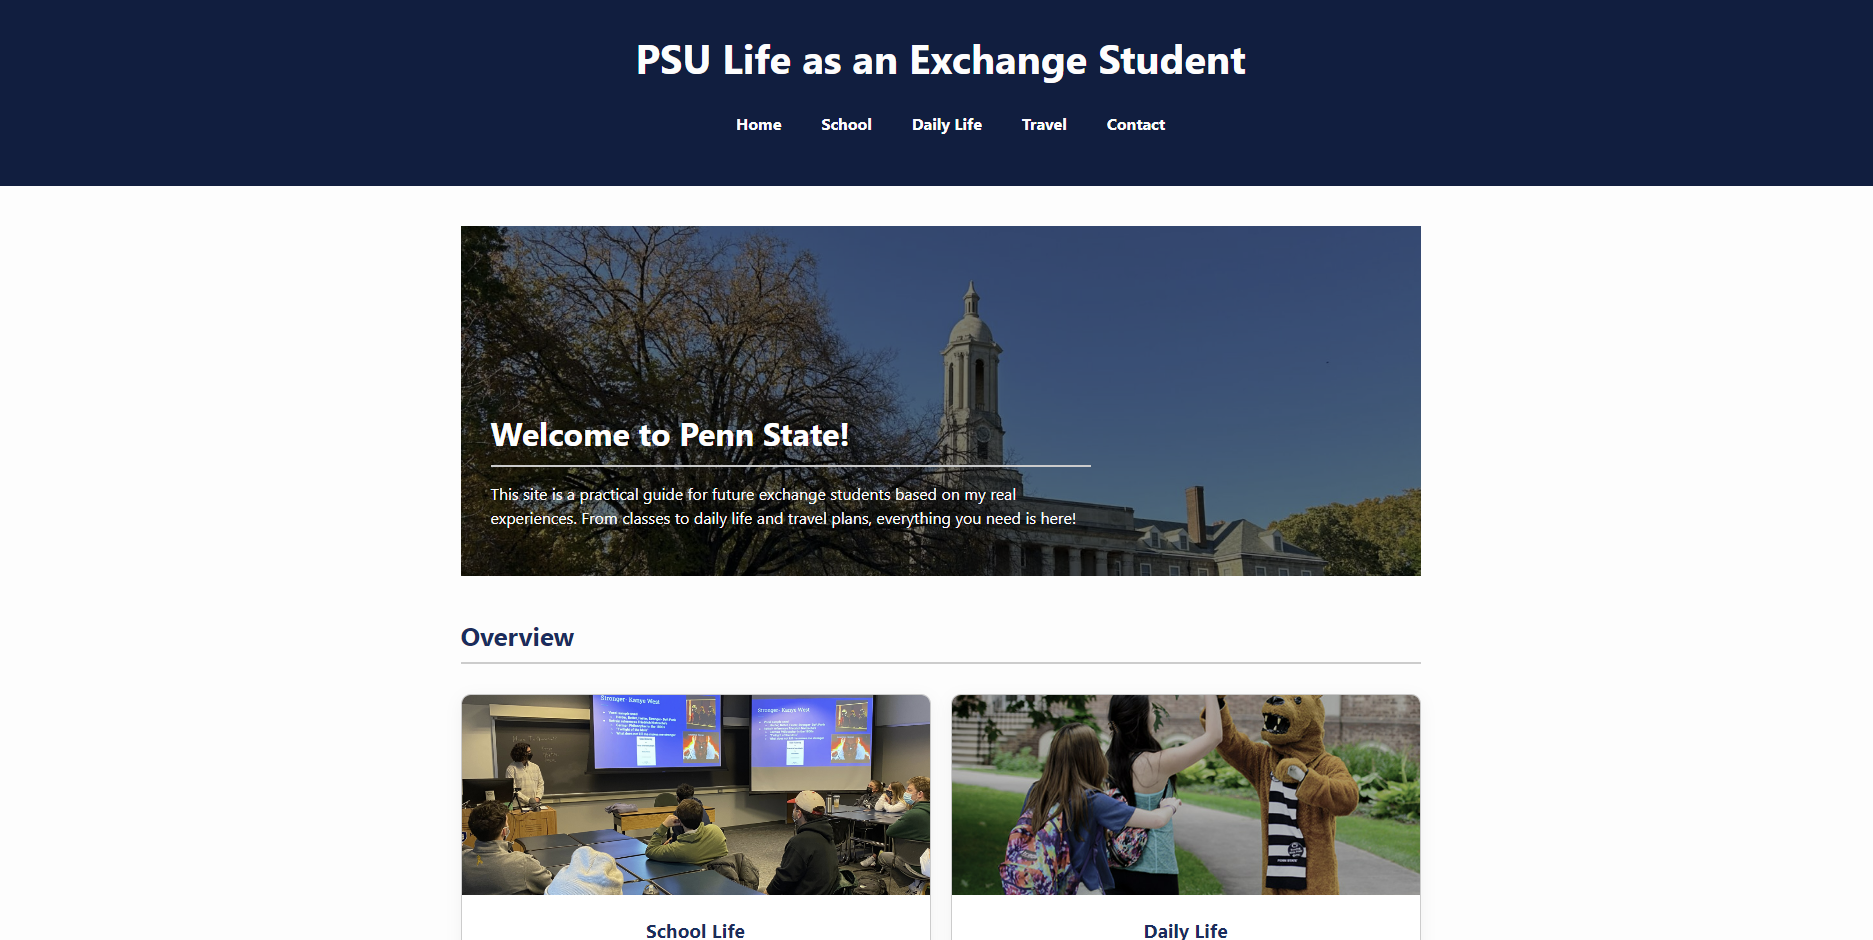 PSU Life as an Exchange Student
Home School Daily Life Travel Contact
Welcome to Penn State!
This site is a practical guide for future exchange students based on my real
experiences. From classes to daily life and travel plans, everything you need is here!
Overview
Stronger- Kanye West
Stronger- Kanye West
School Life
Daily Life